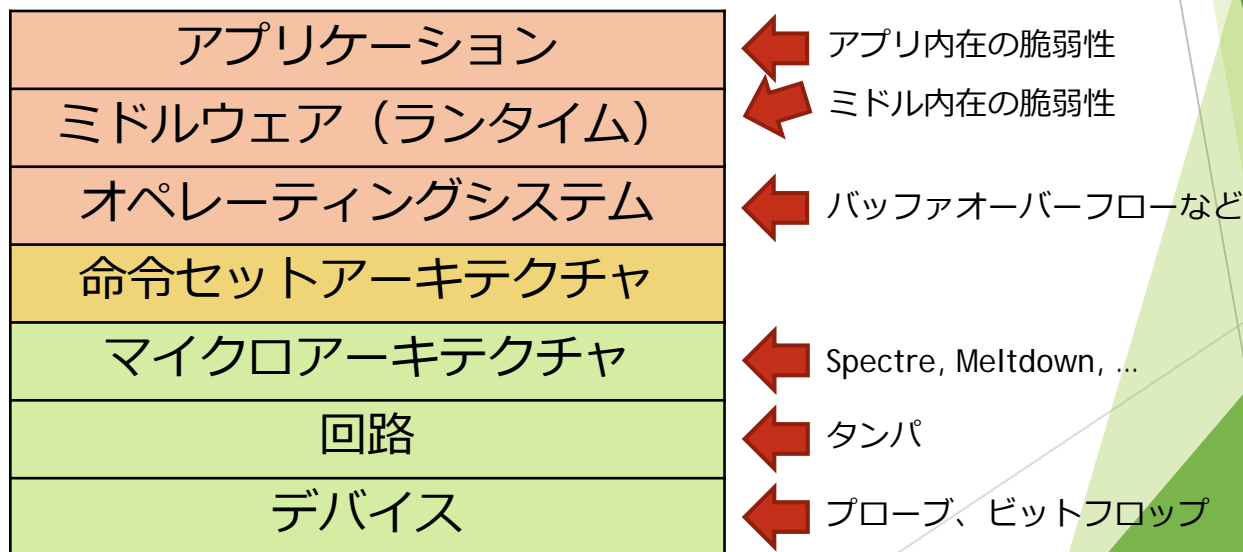 アプリケーション
アプリ内在の脆弱性
ミドルウェア（ランタイム）
ミドル内在の脆弱性
オペレーティングシステム
バッファオーバーフローなど
命令セットアーキテクチャ
マイクロアーキテクチャ
Spectre, Meltdown, …
回路
タンパ
デバイス
プローブ、ビットフロップ